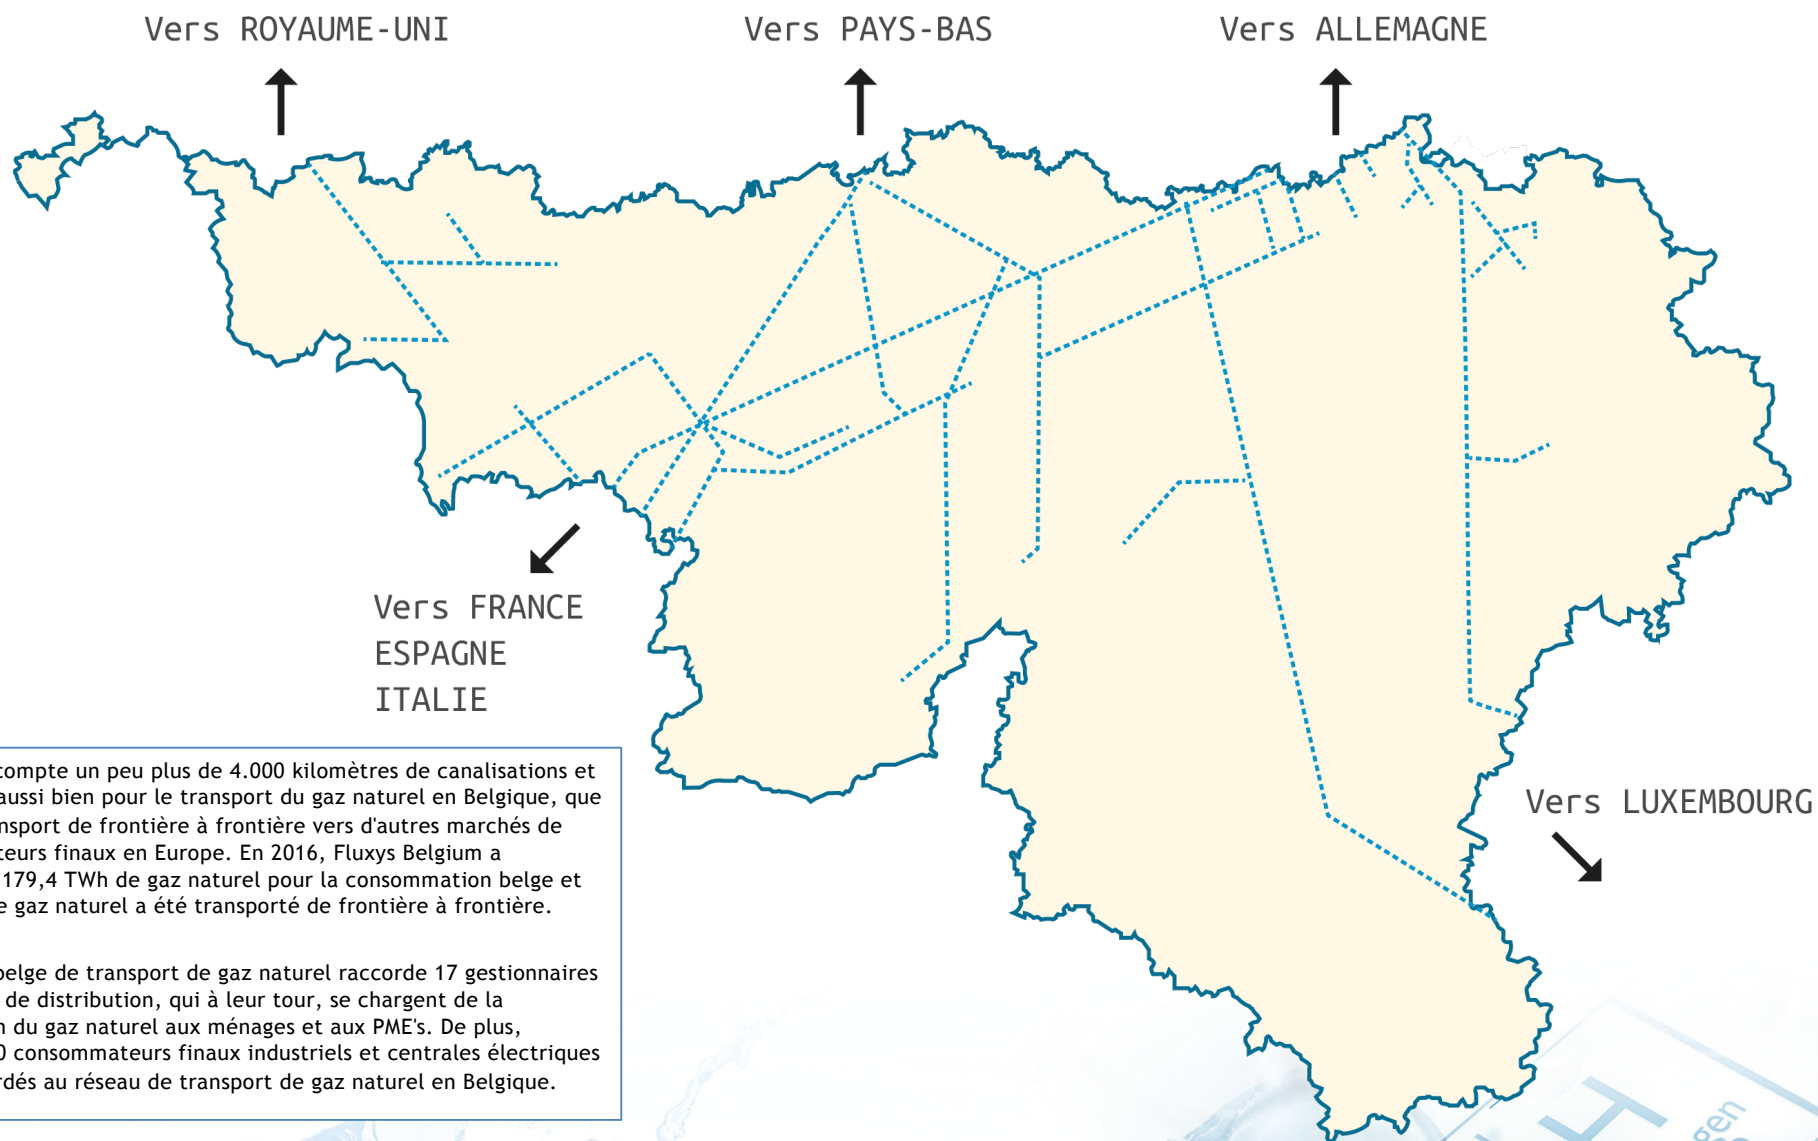 Vers ROYAUME-UNI
Vers PAYS-BAS
Vers ALLEMAGNE
Vers FRANCE
ESPAGNE
ITALIE
Vers LUXEMBOURG
compte un peu plus de 4.000 kilomètres de canalisations et
aussi bien pour le transport du gaz naturel en Belgique, que
nsport de frontière à frontière vers d'autres marchés de
teurs finaux en Europe. En 2016, Fluxys Belgium a
179,4 TWh de gaz naturel pour la consommation belge et
e gaz naturel a été transporté de frontière à frontière.
belge de transport de gaz naturel raccorde 17 gestionnaires
de distribution, qui à leur tour, se chargent de la
n du gaz naturel aux ménages et aux PME's. De plus,
0 consommateurs finaux industriels et centrales électriques
rdés au réseau de transport de gaz naturel en Belgique.
H
gen